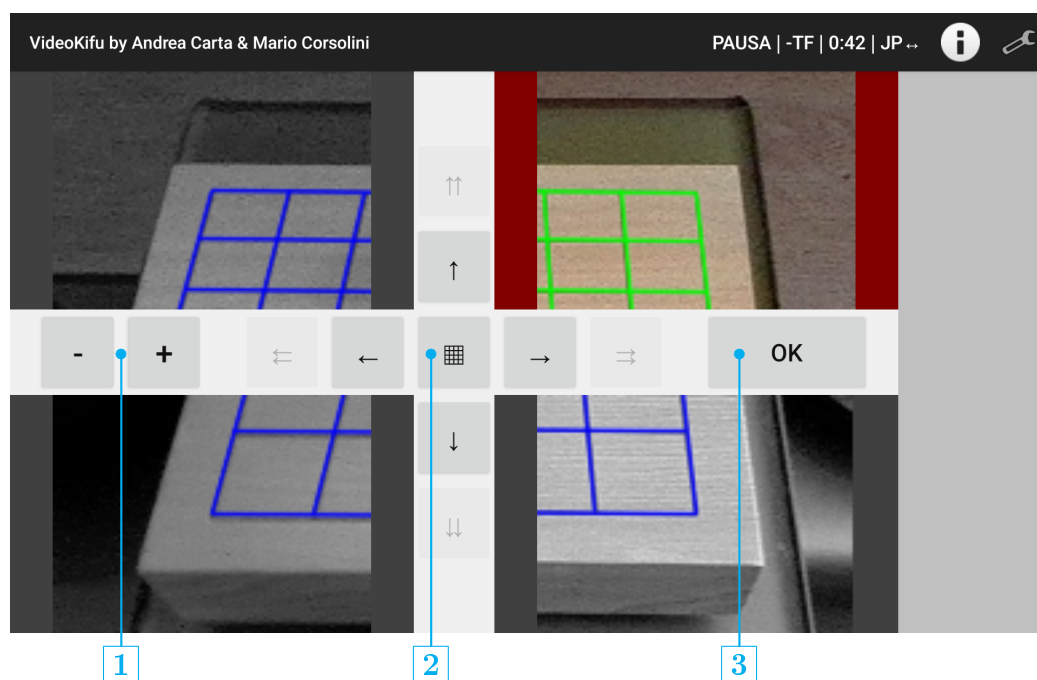 VideoKifu by Andrea Carta & Mario Corsolini
PAUSA | -TF | 0:42 | JP↔
⇈
↑
- + ⇇ ← → ⇉ OK
↓
⇊
1 2 3